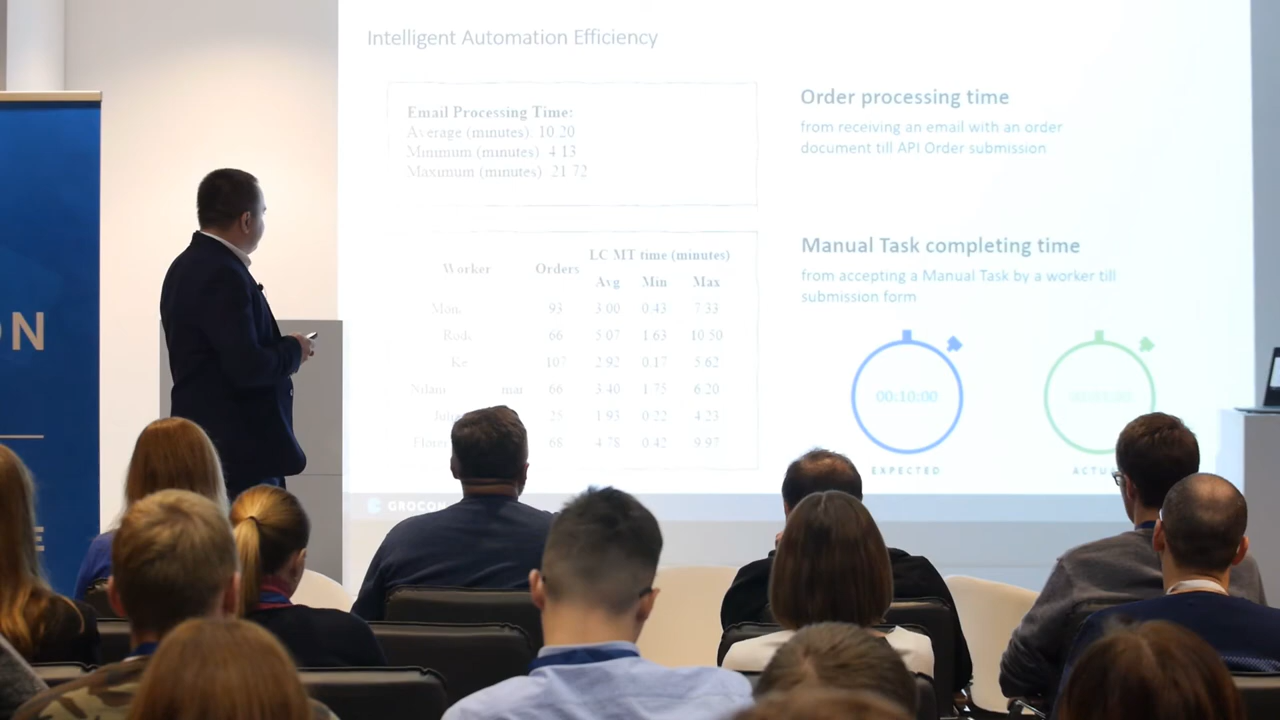 Intelligent Automation Efficiency
Email Processing Time:
Average (minutes) 10.20
Minimum (minutes) 4.13
Maximum (minutes) 21.72
Order processing time
from receiving an email with an order
document till API Order submission
Manual Task completing time
from accepting a Manual Task by a worker till
submission form
Worker Orders LC MT time (minutes)
Avg Min Max
93 3.00 0.43 7.33
66 5.07 1.63 10.50
107 2.92 0.17 5.62
mar 66 3.40 1.75 6.20
25 1.93 0.22 4.23
68 4.78 0.42 9.97
00:10:00
EXPECTED
ON
E